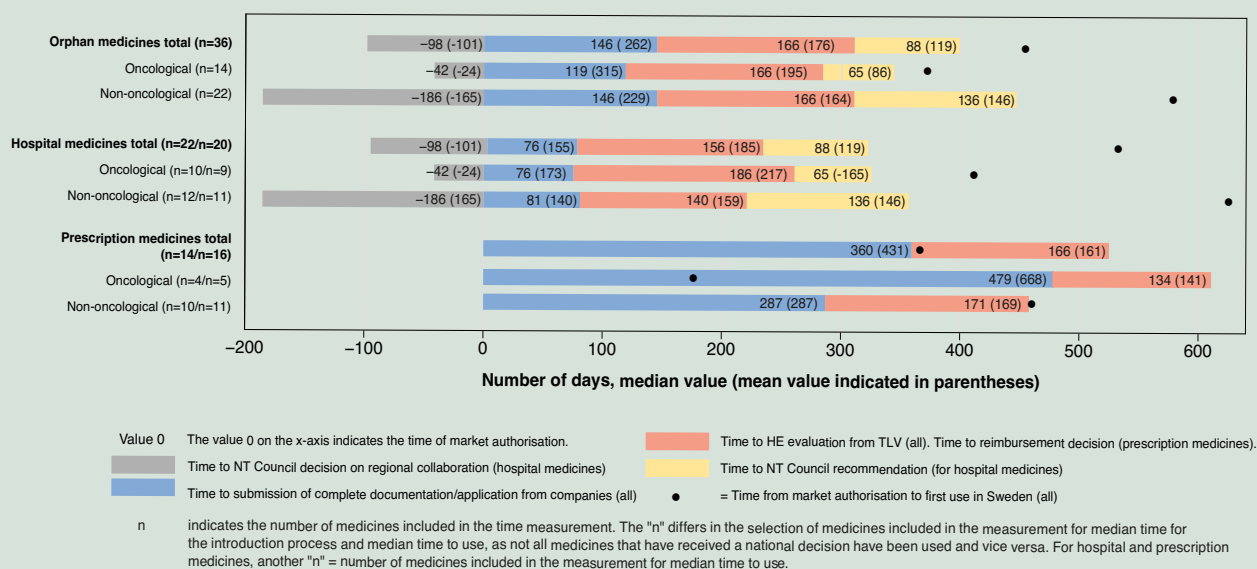 Orphan medicines total (n=36)
−98 (-101)
146 ( 262)
166 (176)
88 (119)
Oncological (n=14)
−42 (-24)
119 (315)
166 (195)
65 (86)
Non-oncological (n=22)
−186 (-165)
146 (229)
166 (164)
136 (146)
Hospital medicines total (n=22/n=20)
−98 (-101)
76 (155)
156 (185)
88 (119)
Oncological (n=10/n=9)
−42 (-24)
76 (173)
186 (217)
65 (-165)
Non-oncological (n=12/n=11)
−186 (165)
81 (140)
140 (159)
136 (146)
Prescription medicines total
(n=14/n=16)
360 (431)
166 (161)
Oncological (n=4/n=5)
479 (668)
134 (141)
Non-oncological (n=10/n=11)
287 (287)
171 (169)
−200
−100
0
100
200
300
400
500
600
Number of days, median value (mean value indicated in parentheses)
Value 0 The value 0 on the x-axis indicates the time of market authorisation.
Time to NT Council decision on regional collaboration (hospital medicines)
Time to submission of complete documentation/application from companies (all)
Time to HE evaluation from TLV (all). Time to reimbursement decision (prescription medicines).
Time to NT Council recommendation (for hospital medicines)
= Time from market authorisation to first use in Sweden (all)
n indicates the number of medicines included in the time measurement. The "n" differs in the selection of medicines included in the measurement for median time for
the introduction process and median time to use, as not all medicines that have received a national decision have been used and vice versa. For hospital and prescription
medicines, another "n" = number of medicines included in the measurement for median time to use.